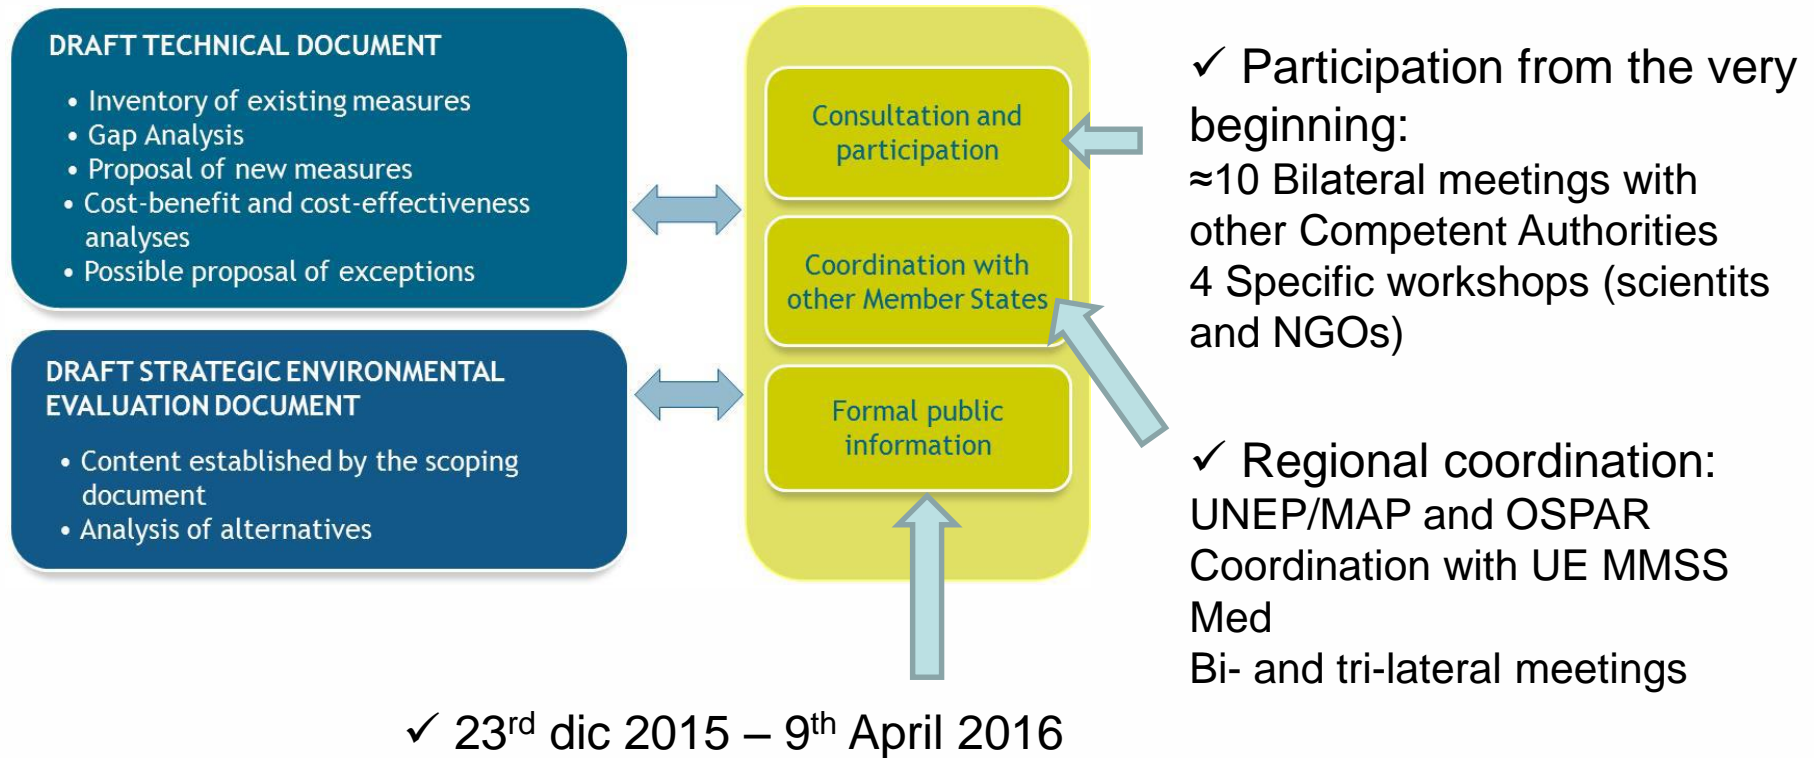 DRAFT TECHNICAL DOCUMENT
• Inventory of existing measures
• Gap Analysis
• Proposal of new measures
• Cost-benefit and cost-effectiveness
analyses
• Possible proposal of exceptions
DRAFT STRATEGIC ENVIRONMENTAL
EVALUATION DOCUMENT
• Content established by the scoping
document
• Analysis of alternatives
Consultation and
participation
Coordination with
other Member States
Formal public
information
✓ Participation from the very
beginning:
≈10 Bilateral meetings with
other Competent Authorities
4 Specific workshops (scientits
and NGOs)
✓ Regional coordination:
UNEP/MAP and OSPAR
Coordination with UE MMSS
Med
Bi- and tri-lateral meetings
✓ 23rd dic 2015 – 9th April 2016